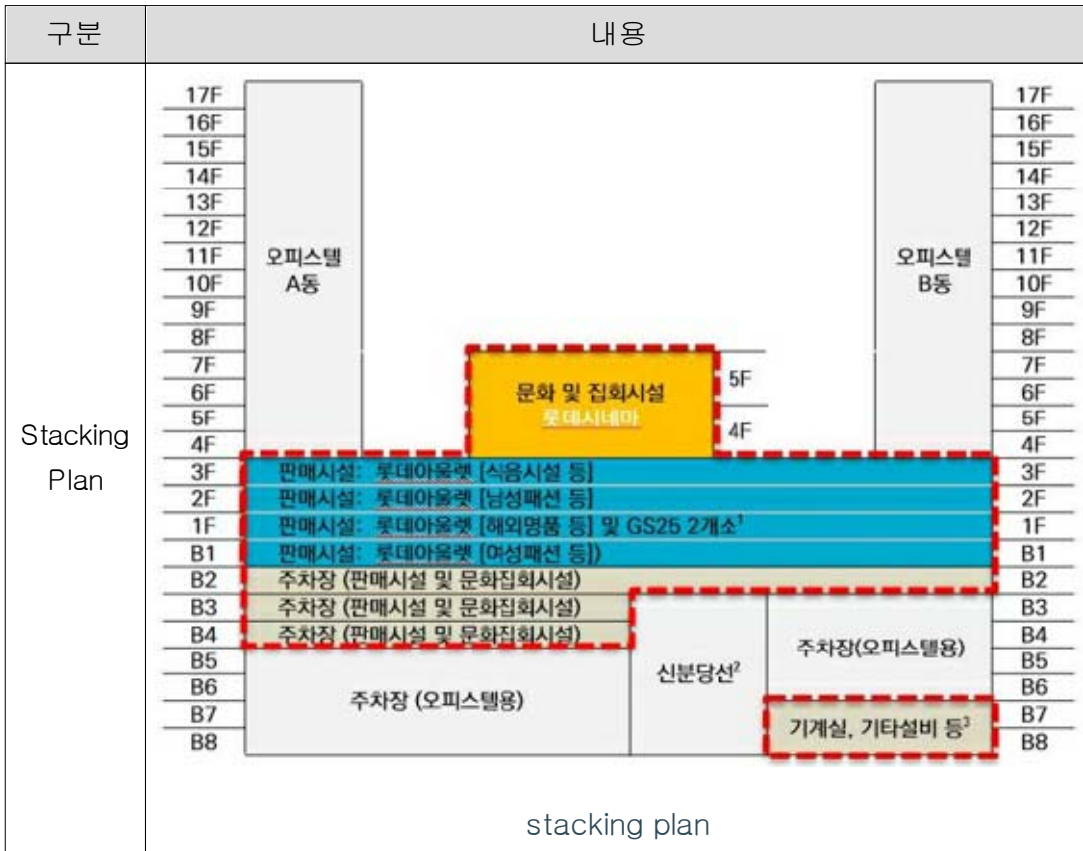 구분 내용
Stacking Plan
17F 17F
16F 16F
15F 15F
14F 14F
13F 13F
12F 12F
11F 오피스텔 오피스텔 11F
10F A동 B동 10F
9F 9F
8F 8F
7F 7F
5F
6F 문화 및 집회시설 6F
5F 롯데시네마 5F
4F
4F 4F
3F 판매시설: 롯데아울렛 [식음시설 등] 3F
2F 판매시설: 롯데아울렛 [남성패션 등] 2F
1F 판매시설: 롯데아울렛 [해외명품 등] 및 GS25 2개소¹ 1F
B1 판매시설: 롯데아울렛 [여성패션 등]) B1
B2 주차장 (판매시설 및 문화집회시설) B2
B3 주차장 (판매시설 및 문화집회시설) B3
B4 주차장 (판매시설 및 문화집회시설) B4
주차장(오피스텔용)
B5 신분당선² B5
B6 주차장 (오피스텔용) B6
B7 기계실, 기타설비 등³ B7
B8 B8
stacking plan